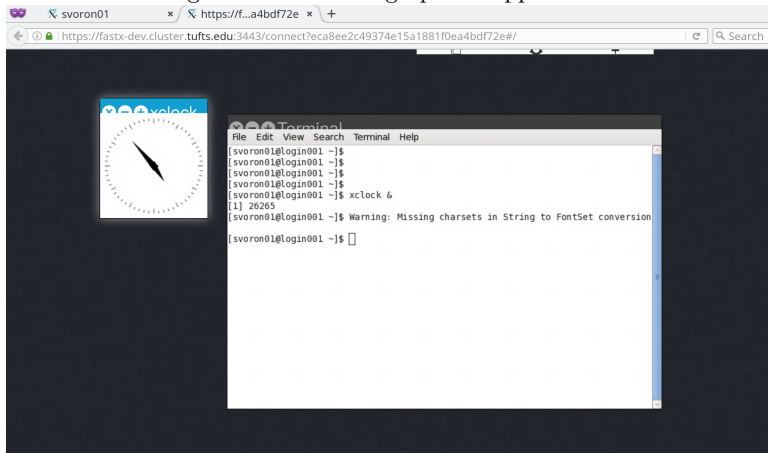 svoron01 × https://f...a4bdf72e × +
https://fastx-dev.cluster.tufts.edu:3443/connect?eca8ee2c49374e15a1881f0ea4bdf72e#/ Search
xclock
Terminal
File Edit View Search Terminal Help
[svoron01@login001 ~]$
[svoron01@login001 ~]$
[svoron01@login001 ~]$
[svoron01@login001 ~]$
[svoron01@login001 ~]$ xclock &
[1] 26265
[svoron01@login001 ~]$ Warning: Missing charsets in String to FontSet conversion
[svoron01@login001 ~]$